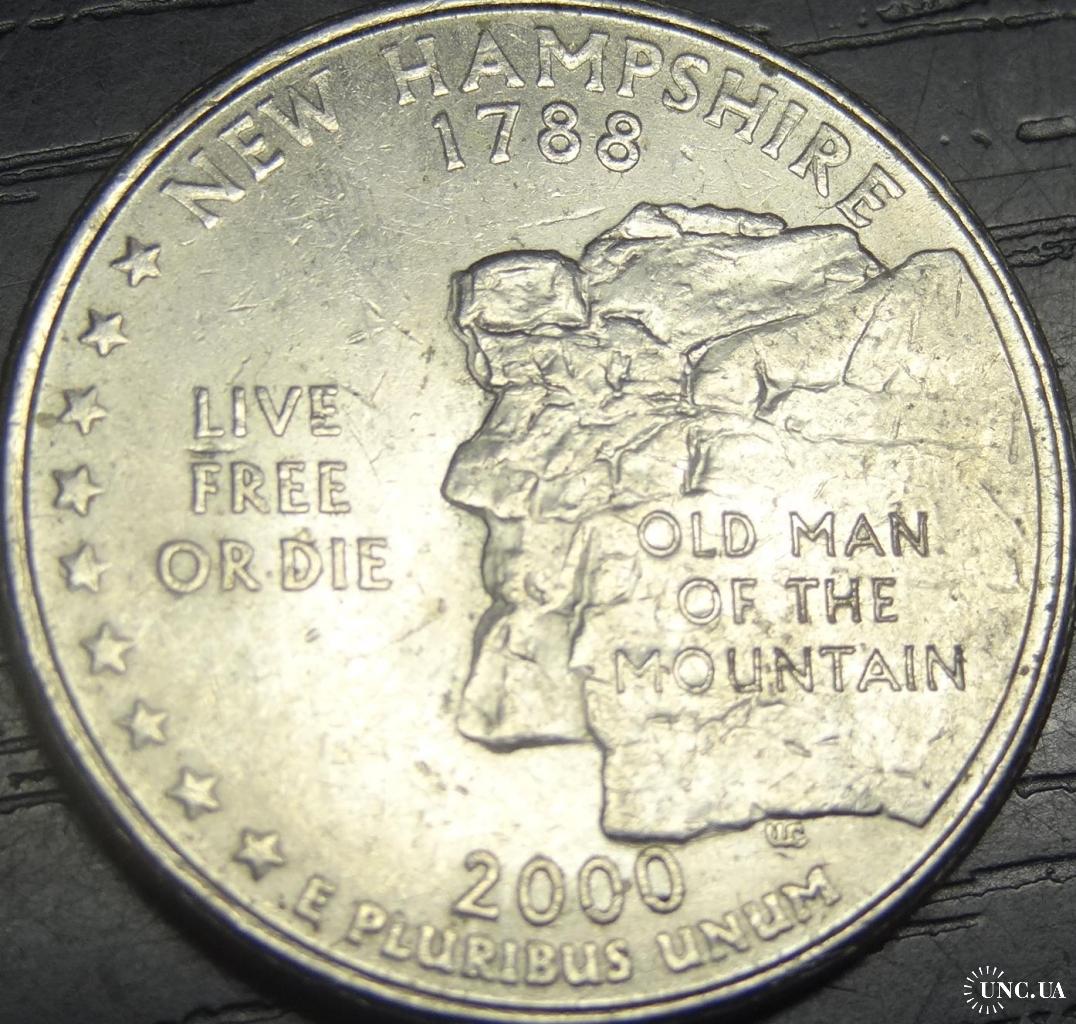 NEW HAMPSHIRE
1788
LIVE
FREE
OR DIE
OLD MAN
OF THE
MOUNTAIN
2000
E PLURIBUS UNUM
UNC.UA